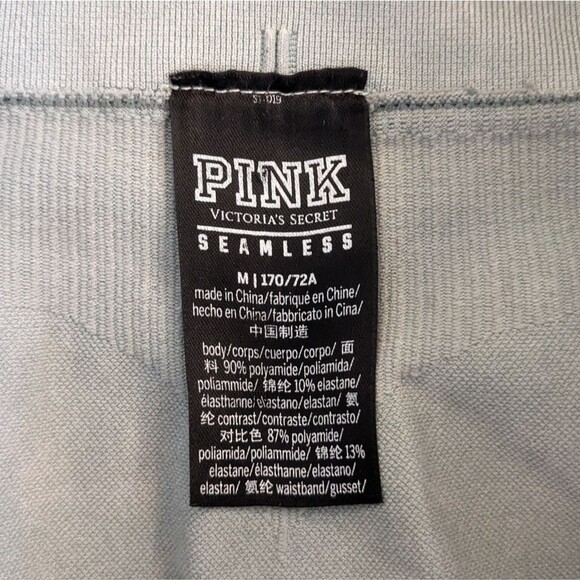 PINK
VICTORIA'S SECRET
SEAMLESS
M | 170/72A
made in China/fabriqué en Chine/
hecho en China/fabbricato in Cina/
中国制造
body/corps/cuerpo/corpo/ 面
料 90% polyamide/poliamida/
poliammide/ 锦纶 10% elastane/
élasthanne/elastano/elastan/ 氨
纶 contrast/contraste/contrasto/
对比色 87% polyamide/
poliamida/poliammide/ 锦纶 13%
elastane/élasthanne/elastano/
elastan/ 氨纶 waistband/gusset/